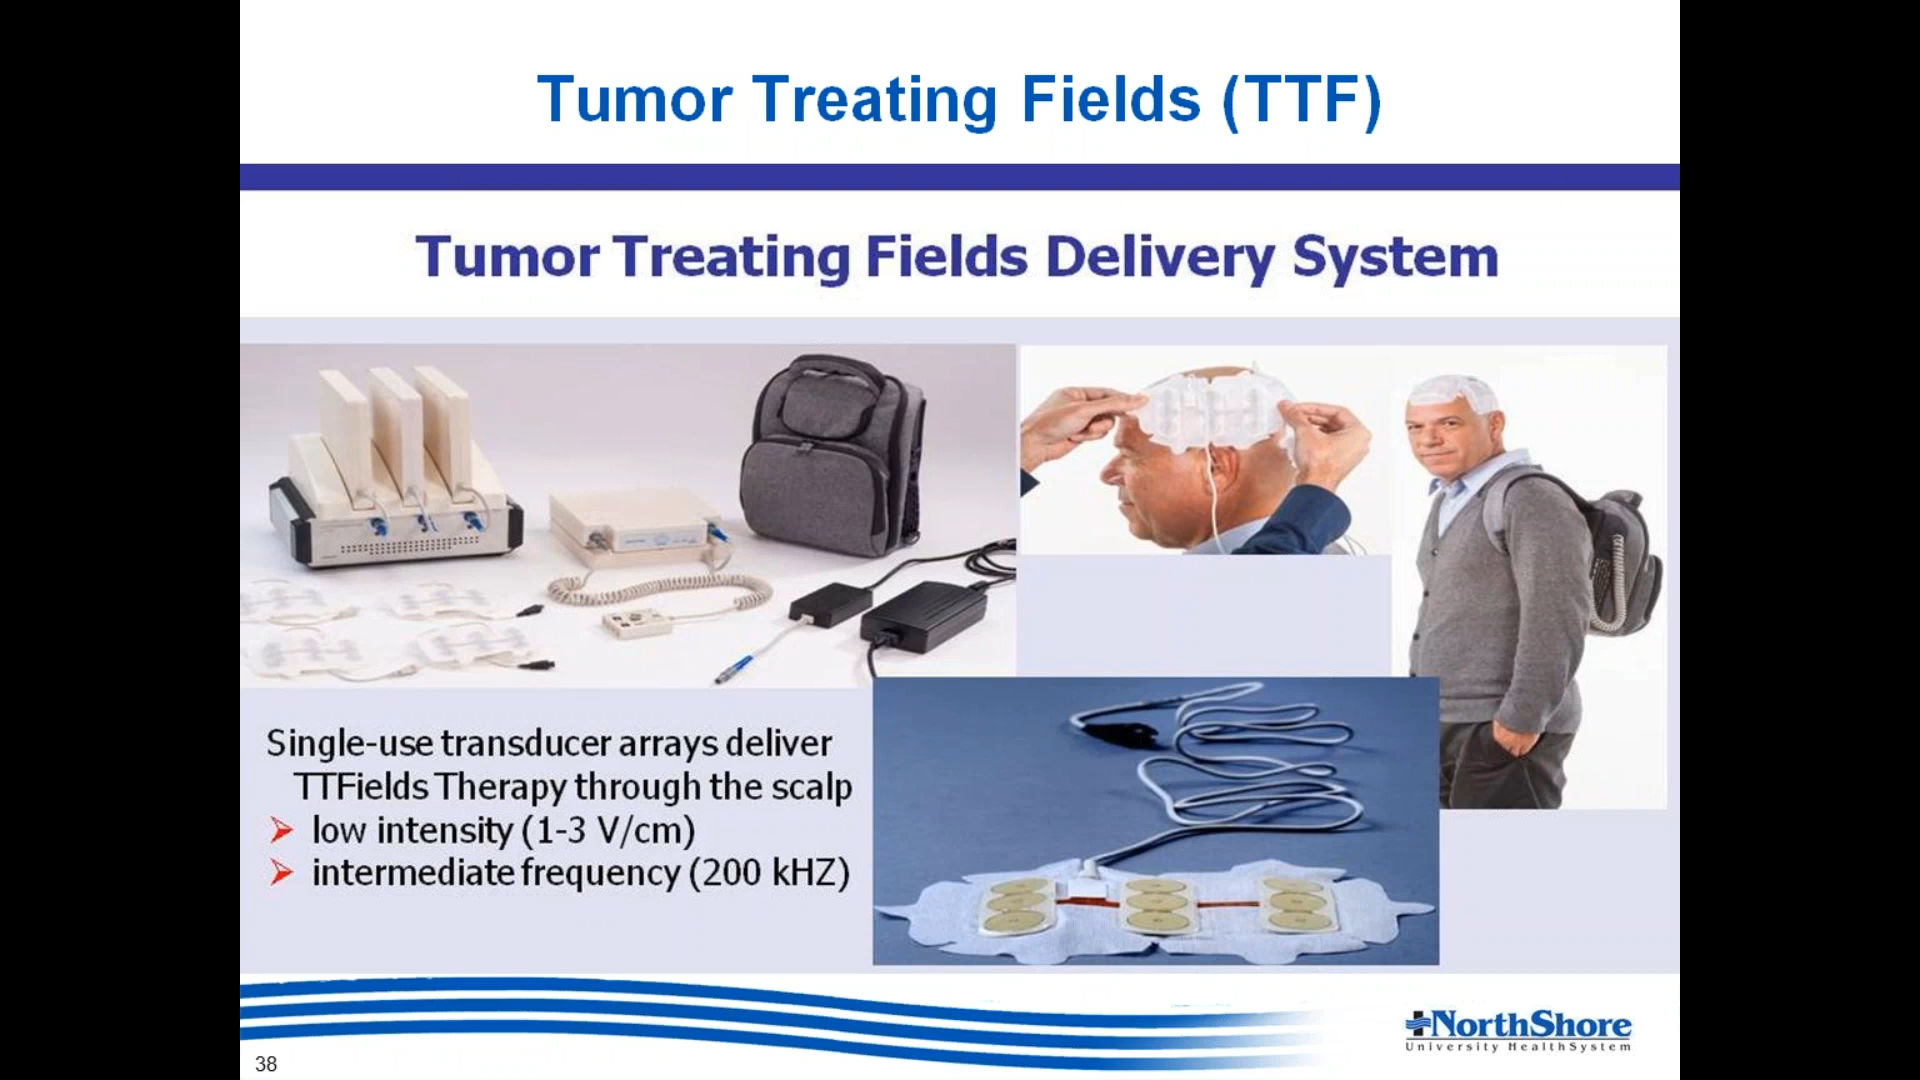 Tumor Treating Fields (TTF)
Tumor Treating Fields Delivery System
Single-use transducer arrays deliver
TTFields Therapy through the scalp
low intensity (1-3 V/cm)
intermediate frequency (200 kHZ)
NorthShore
University HealthSystem
38